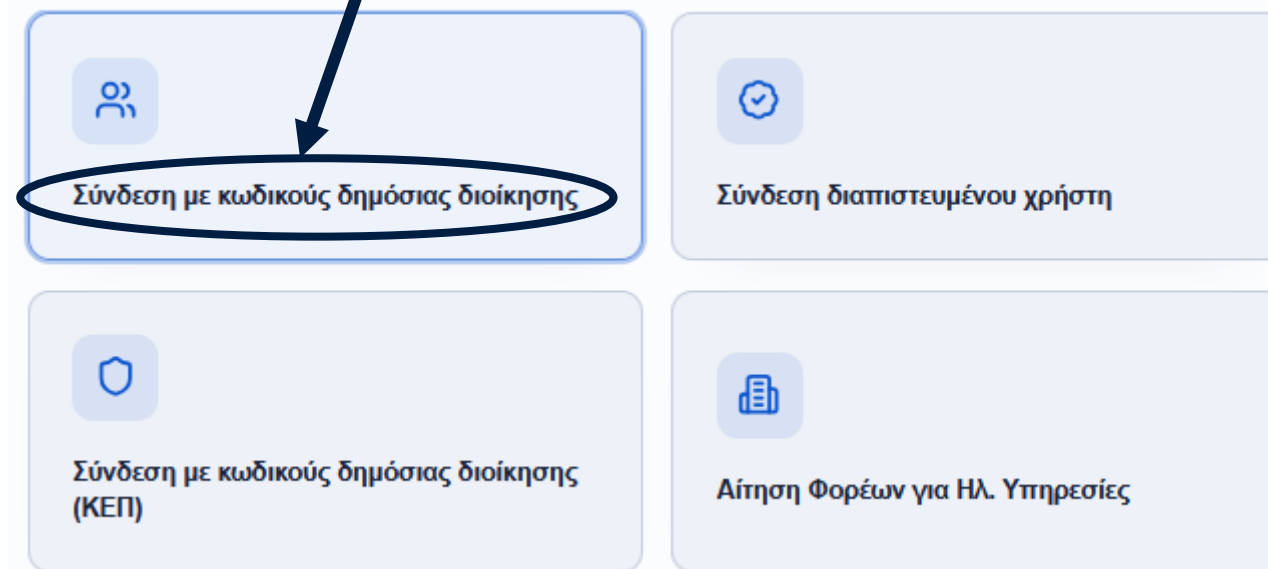 Σύνδεση με κωδικούς δημόσιας διοίκησης
Σύνδεση διαπιστευμένου χρήστη
Σύνδεση με κωδικούς δημόσιας διοίκησης
(ΚΕΠ)
Αίτηση Φορέων για Ηλ. Υπηρεσίες